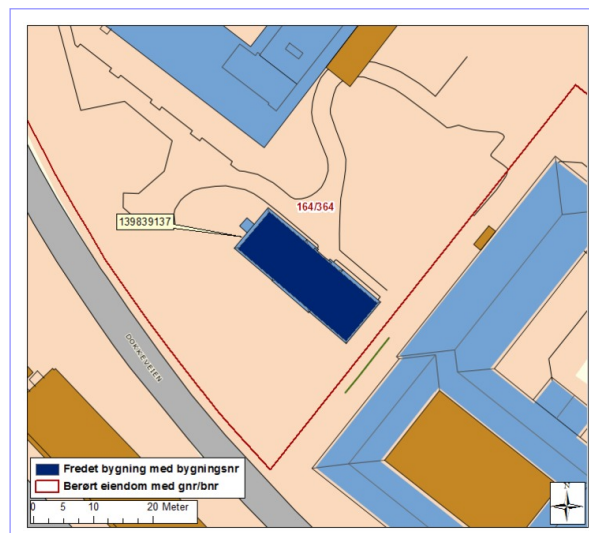 164/364
139839137
DOKKEVEIEN
Fredet bygning med bygningsnr
Berørt eiendom med gnr/bnr
0 5 10 20 Meter
N